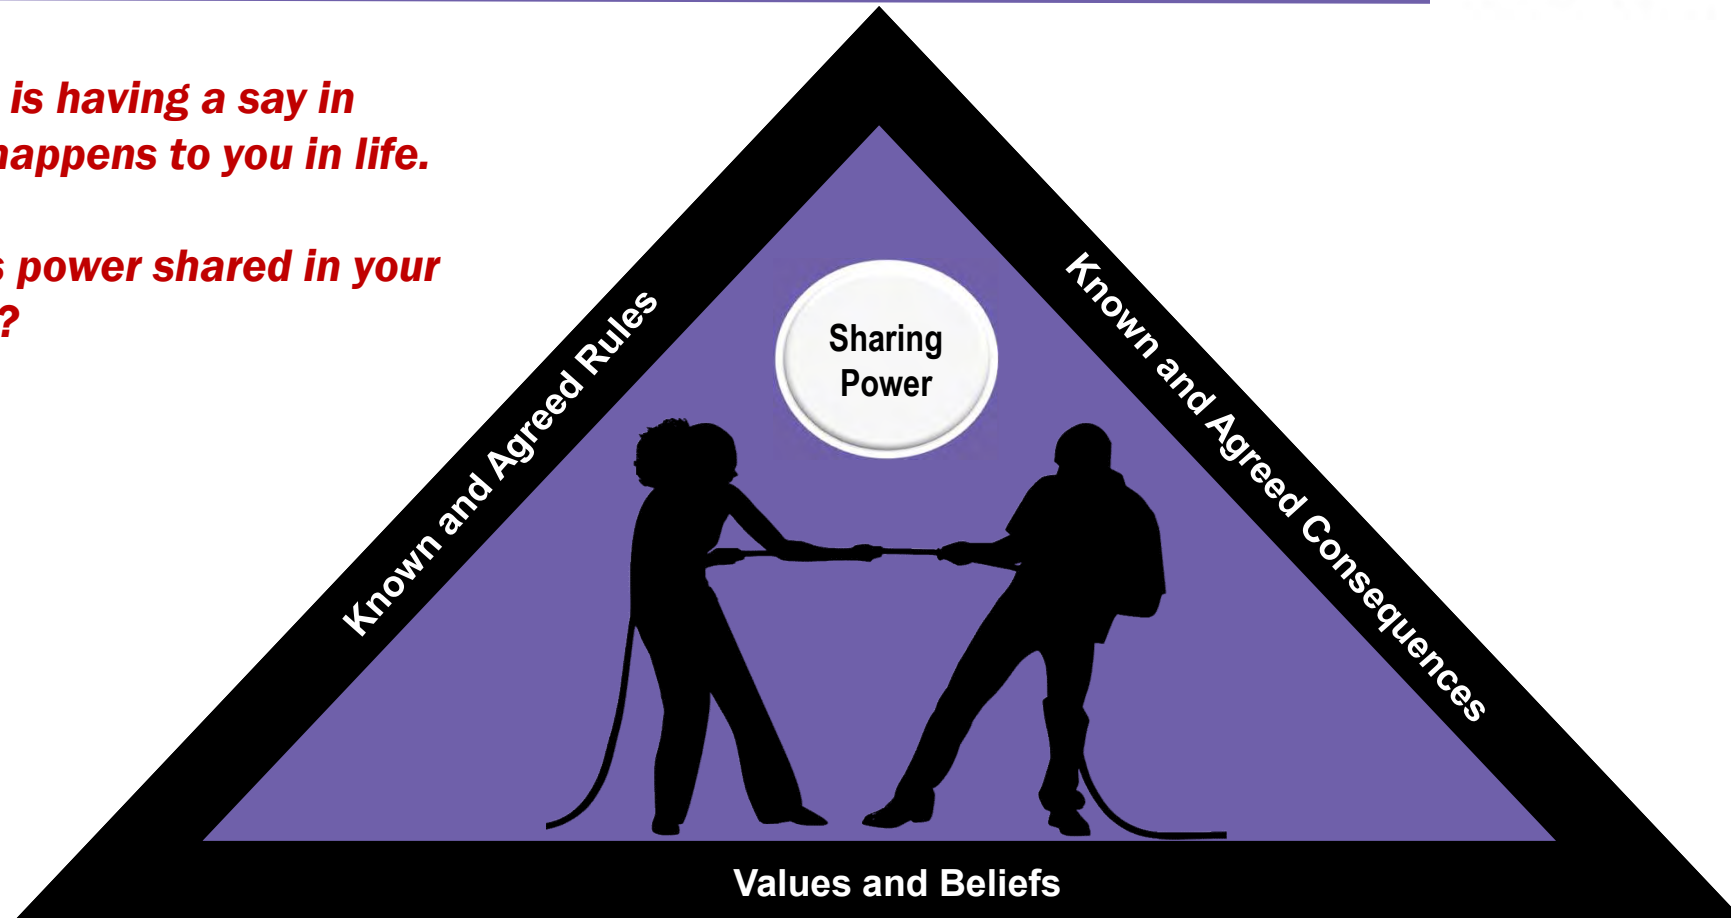 is having a say in
happens to you in life.
power shared in your
?
Known and Agreed Rules
Sharing
Power
Known and Agreed Consequences
Values and Beliefs